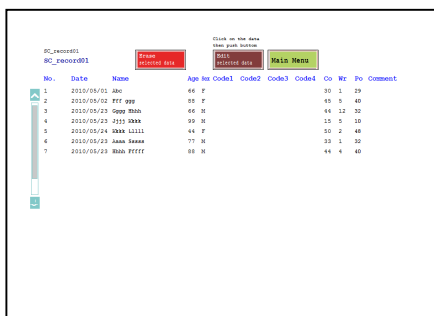 Click on the data
then push button
SC_record01
SC_record01
Erase
selected data
Edit
selected data
Main Menu
No. Date Name Age Sex Code1 Code2 Code3 Code4 Co Wr Po Comment
1 2010/05/01 Abc 66 F 30 1 29
2 2010/05/02 Fff ggg 88 F 45 5 40
3 2010/05/23 Gggg Hhhh 66 M 44 12 32
4 2010/05/23 Jjjj Kkkk 99 M 15 5 10
5 2010/05/24 Kkkk Lllll 44 F 50 2 48
6 2010/05/23 Aaaa Sssss 77 M 33 1 32
7 2010/05/23 Hhhh Fffff 88 M 44 4 40